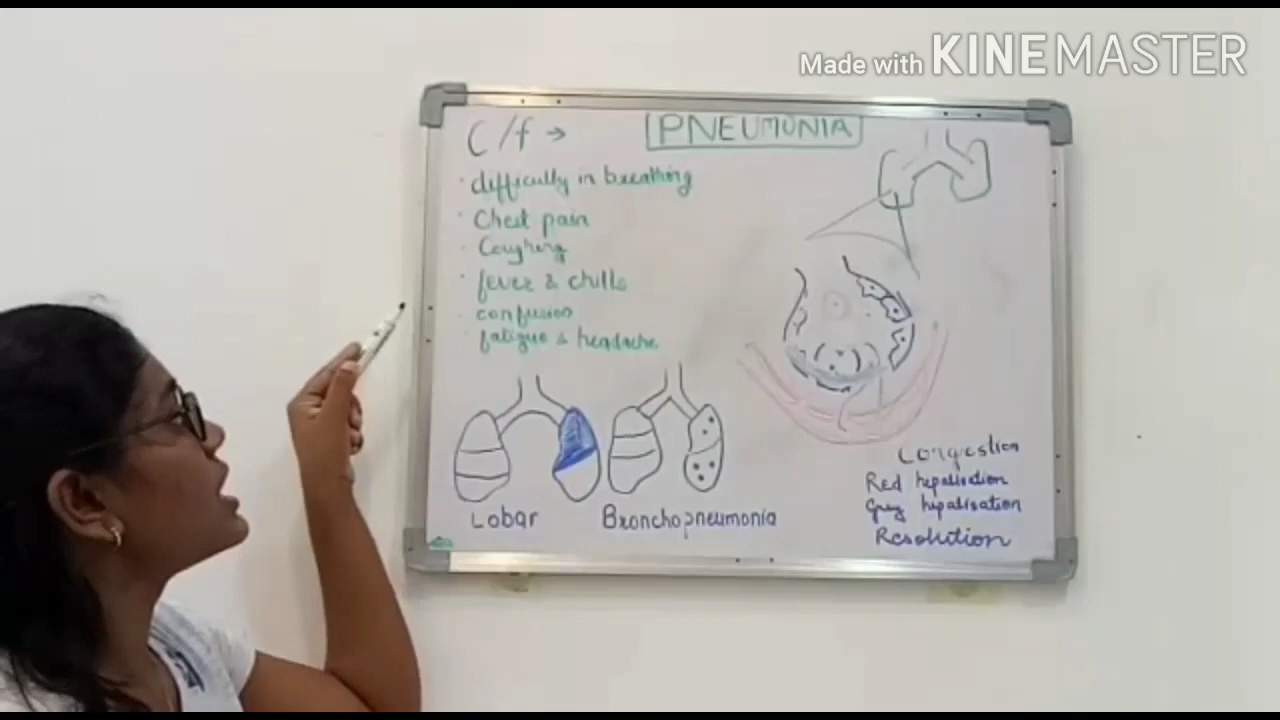 Made with KINEMASTER
C/f →
PNEUMONIA
difficulty in breathing
Chest pain
Coughing
fever & chills
confusion
fatigue & headache
Lobar
Bronchopneumonia
Congestion
Red hepatisation
Grey hepatisation
Resolution